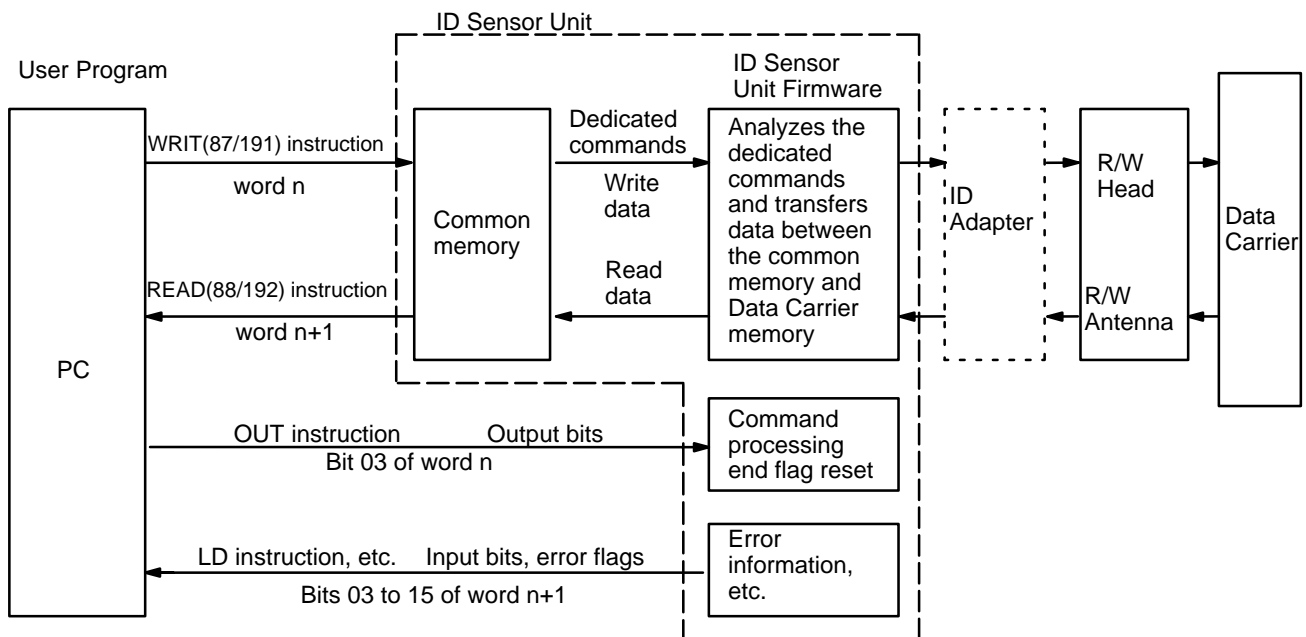 ID Sensor Unit
User Program
ID Sensor
Unit Firmware
WRIT(87/191) instruction
word n
READ(88/192) instruction
word n+1
PC
Common
memory
Dedicated
commands
Write
data
Read
data
Analyzes the
dedicated
commands
and transfers
data between
the common
memory and
Data Carrier
memory
ID
Adapter
R/W
Head
R/W
Antenna
Data
Carrier
OUT instruction Output bits
Bit 03 of word n
Command
processing
end flag reset
LD instruction, etc. Input bits, error flags
Bits 03 to 15 of word n+1
Error
information,
etc.